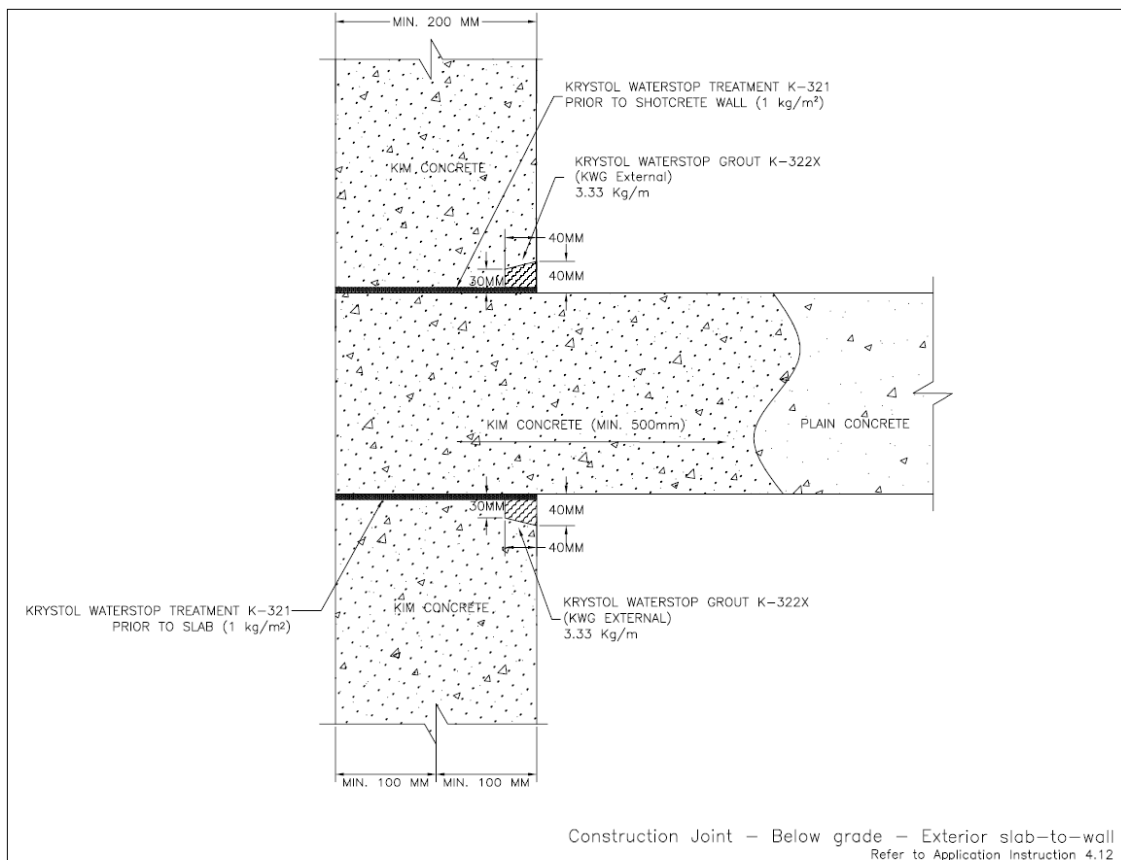 MIN. 200 MM
KRYSTOL WATERSTOP TREATMENT K-321
PRIOR TO SHOTCRETE WALL (1 kg/m²)
KIM CONCRETE
KRYSTOL WATERSTOP GROUT K-322X
(KWG External)
3.33 Kg/m
40MM
30MM
40MM
KIM CONCRETE (MIN. 500mm)
PLAIN CONCRETE
30MM
40MM
40MM
KRYSTOL WATERSTOP TREATMENT K-321
PRIOR TO SLAB (1 kg/m²)
KIM CONCRETE
KRYSTOL WATERSTOP GROUT K-322X
(KWG EXTERNAL)
3.33 Kg/m
MIN. 100 MM
MIN. 100 MM
Construction Joint – Below grade – Exterior slab-to-wall
Refer to Application Instruction 4.12